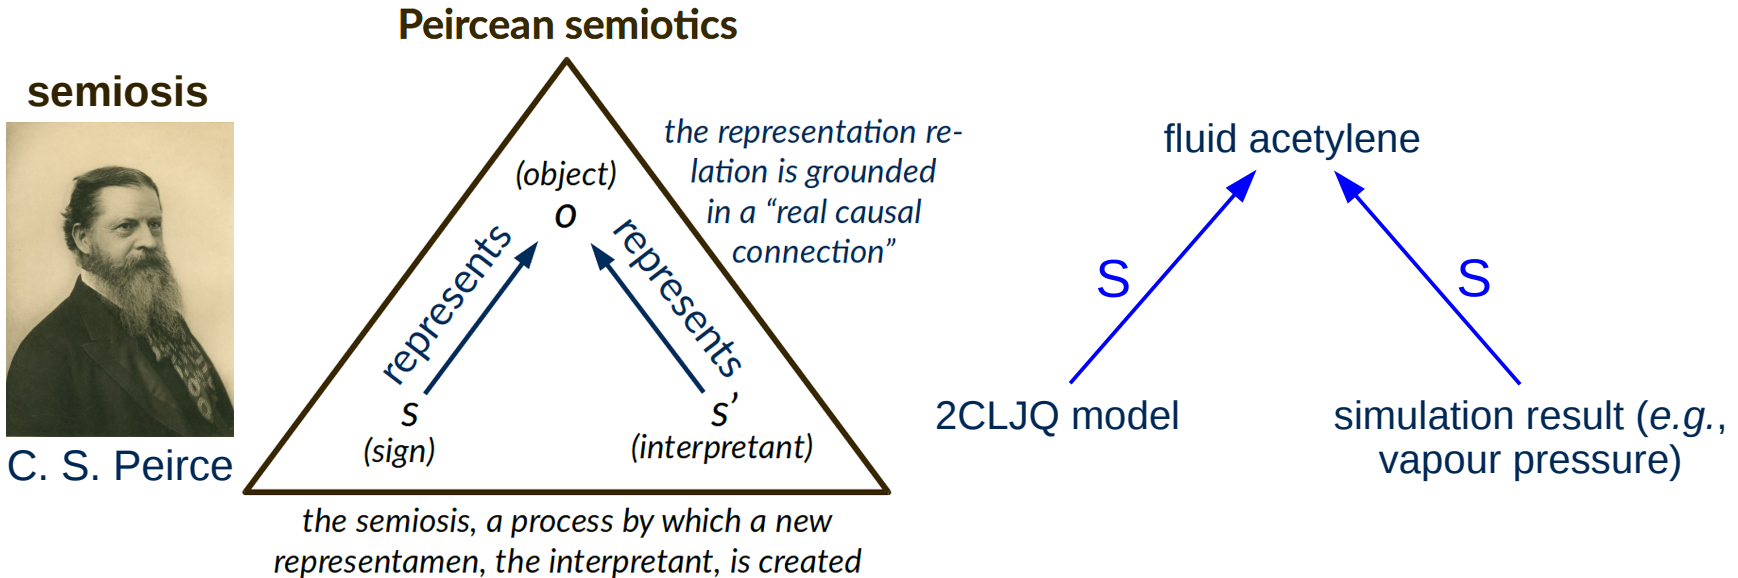 Peircean semiotics
semiosis
C. S. Peirce
(object)
o
represents
represents
s
(sign)
s’
(interpretant)
the representation re-
lation is grounded
in a “real causal
connection”
the semiosis, a process by which a new
representamen, the interpretant, is created
fluid acetylene
S
S
2CLJQ model
simulation result (e.g.,
vapour pressure)